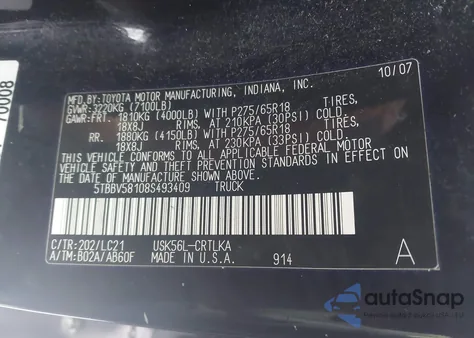 70008
MFD.BY:TOYOTA MOTOR MANUFACTURING, INDIANA, INC. 10/07
GVWR:3220KG (7100LB)
GAWR:FRT. 1810KG (4000LB) WITH P275/65R18 TIRES,
18X8J RIMS, AT 210KPA (30PSI) COLD.
RR. 1880KG (4150LB) WITH P275/65R18 TIRES,
18X8J RIMS, AT 230KPA (33PSI) COLD.
THIS VEHICLE CONFORMS TO ALL APPLICABLE FEDERAL MOTOR
VEHICLE SAFETY AND THEFT PREVENTION STANDARDS IN EFFECT
ON THE DATE OF MANUFACTURE SHOWN ABOVE.
5TBBV58108S493409 TRUCK
C/TR:202/LC21 USK56L-CRTLKA
A/TM:B02A/AB60F 914 A
autoSnap